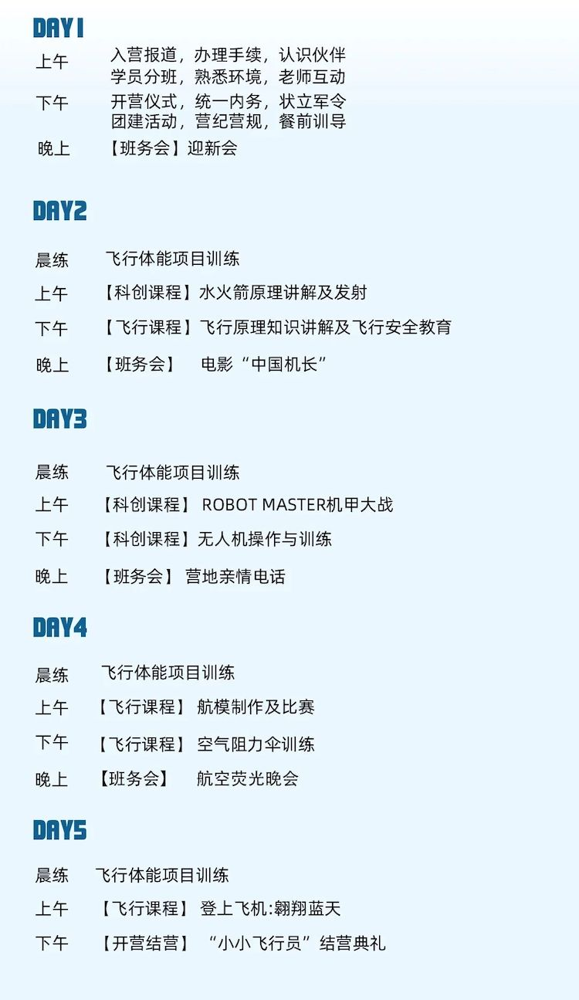 DAY1
上午 入营报道，办理手续，认识伙伴
学员分班，熟悉环境，老师互动
下午 开营仪式，统一内务，状立军令
团建活动，营纪营规，餐前训导
晚上 【班务会】迎新会
DAY2
晨练 飞行体能项目训练
上午 【科创课程】水火箭原理讲解及发射
下午 【飞行课程】飞行原理知识讲解及飞行安全教育
晚上 【班务会】 电影“中国机长”
DAY3
晨练 飞行体能项目训练
上午 【科创课程】 ROBOT MASTER机甲大战
下午 【科创课程】无人机操作与训练
晚上 【班务会】 营地亲情电话
DAY4
晨练 飞行体能项目训练
上午 【飞行课程】 航模制作及比赛
下午 【飞行课程】 空气阻力伞训练
晚上 【班务会】 航空荧光晚会
DAY5
晨练 飞行体能项目训练
上午 【飞行课程】 登上飞机:翱翔蓝天
下午 【开营结营】 “小小飞行员”结营典礼